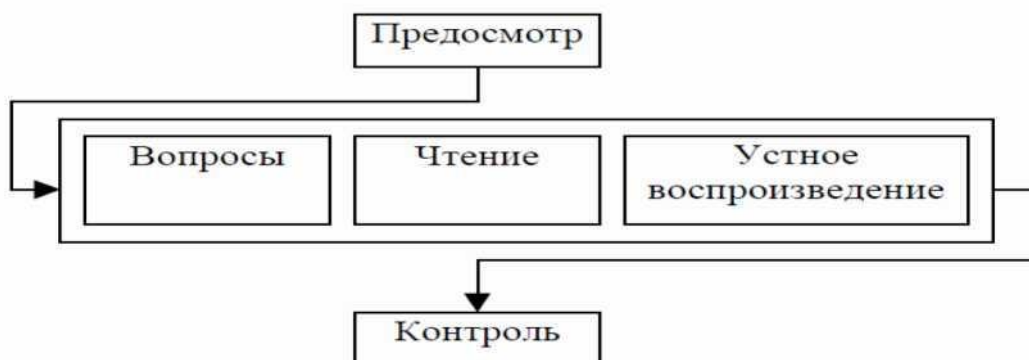 Предосмотр
Вопросы
Чтение
Устное
воспроизведение
Контроль